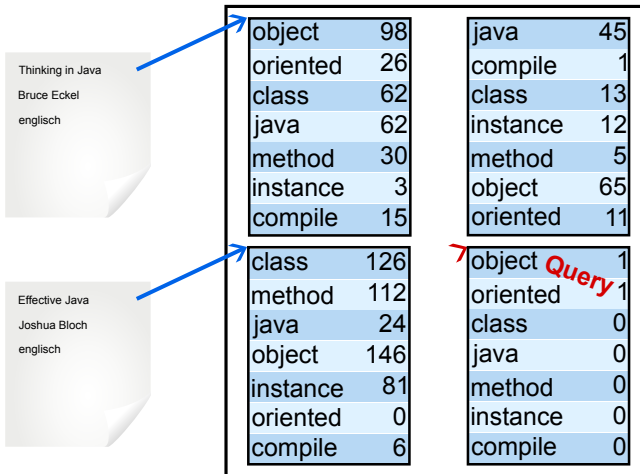 Thinking in Java
Bruce Eckel
englisch
object 98
oriented 26
class 62
java 62
method 30
instance 3
compile 15
java 45
compile 1
class 13
instance 12
method 5
object 65
oriented 11
Effective Java
Joshua Bloch
englisch
class 126
method 112
java 24
object 146
instance 81
oriented 0
compile 6
object 1
Query
oriented 1
class 0
java 0
method 0
instance 0
compile 0